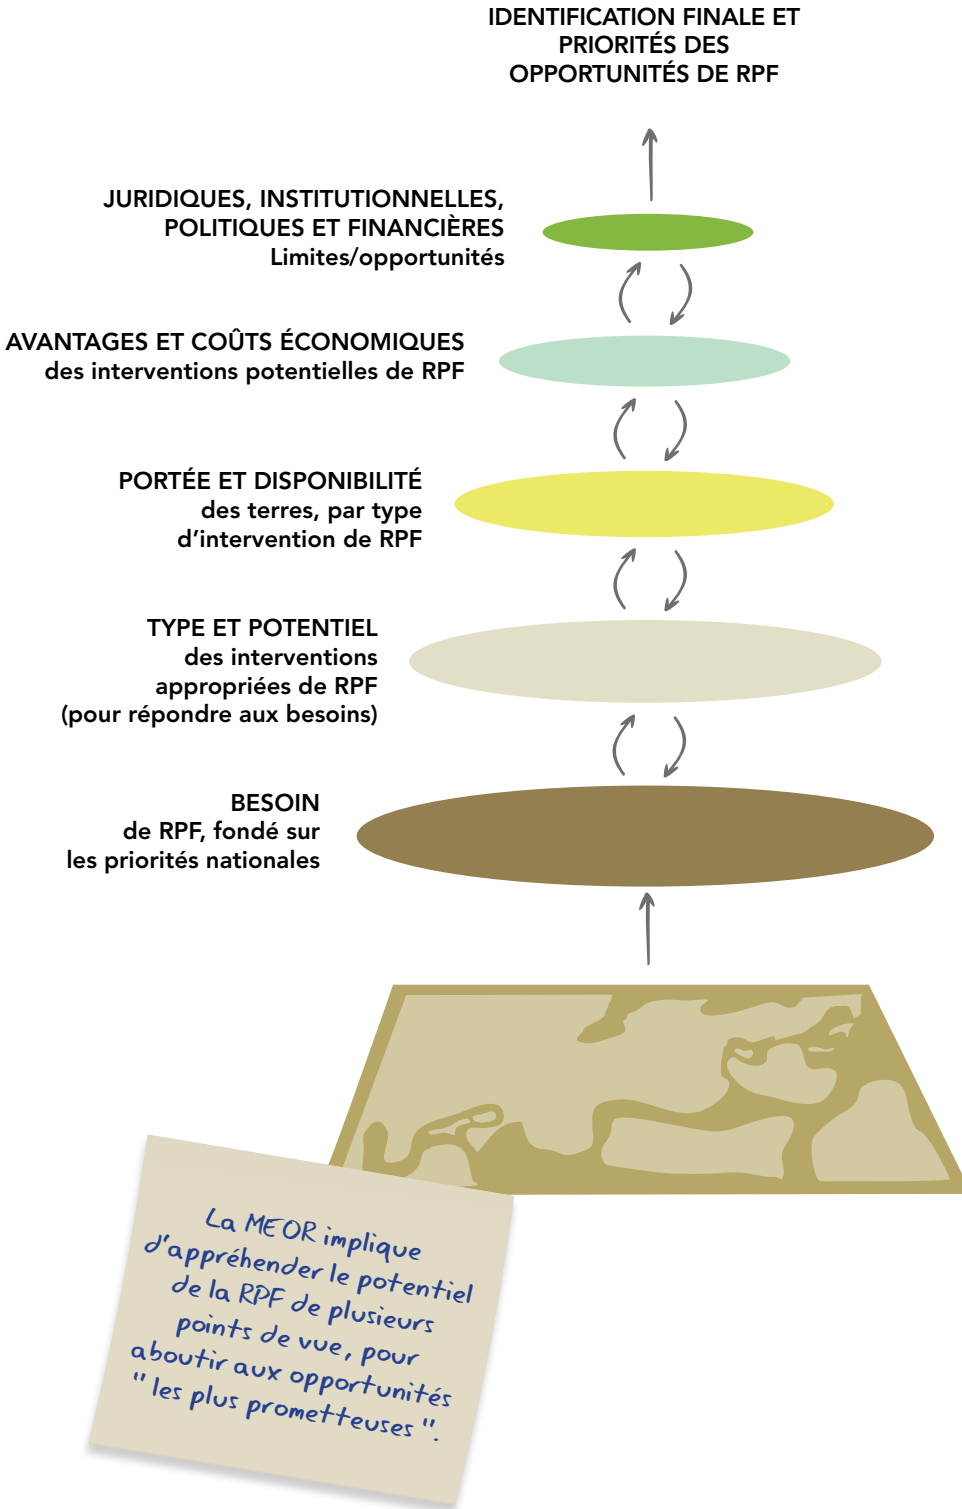 IDENTIFICATION FINALE ET
PRIORITÉS DES
OPPORTUNITÉS DE RPF
JURIDIQUES, INSTITUTIONNELLES,
POLITIQUES ET FINANCIÈRES
Limites/opportunités
AVANTAGES ET COÛTS ÉCONOMIQUES
des interventions potentielles de RPF
PORTÉE ET DISPONIBILITÉ
des terres, par type
d’intervention de RPF
TYPE ET POTENTIEL
des interventions
appropriées de RPF
(pour répondre aux besoins)
BESOIN
de RPF, fondé sur
les priorités nationales
La MEOR implique
d'appréhender le potentiel
de la RPF de plusieurs
points de vue, pour
aboutir aux opportunités
" les plus prometteuses ".